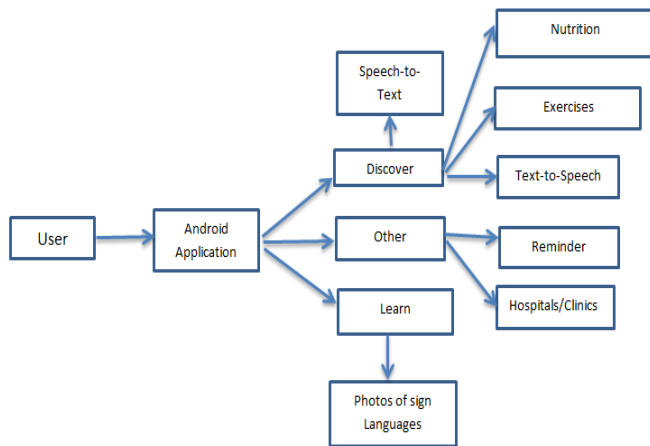 Nutrition
Speech-to-
Text
Exercises
Discover
Text-to-Speech
User
Android
Application
Other
Reminder
Learn
Hospitals/Clinics
Photos of sign
Languages